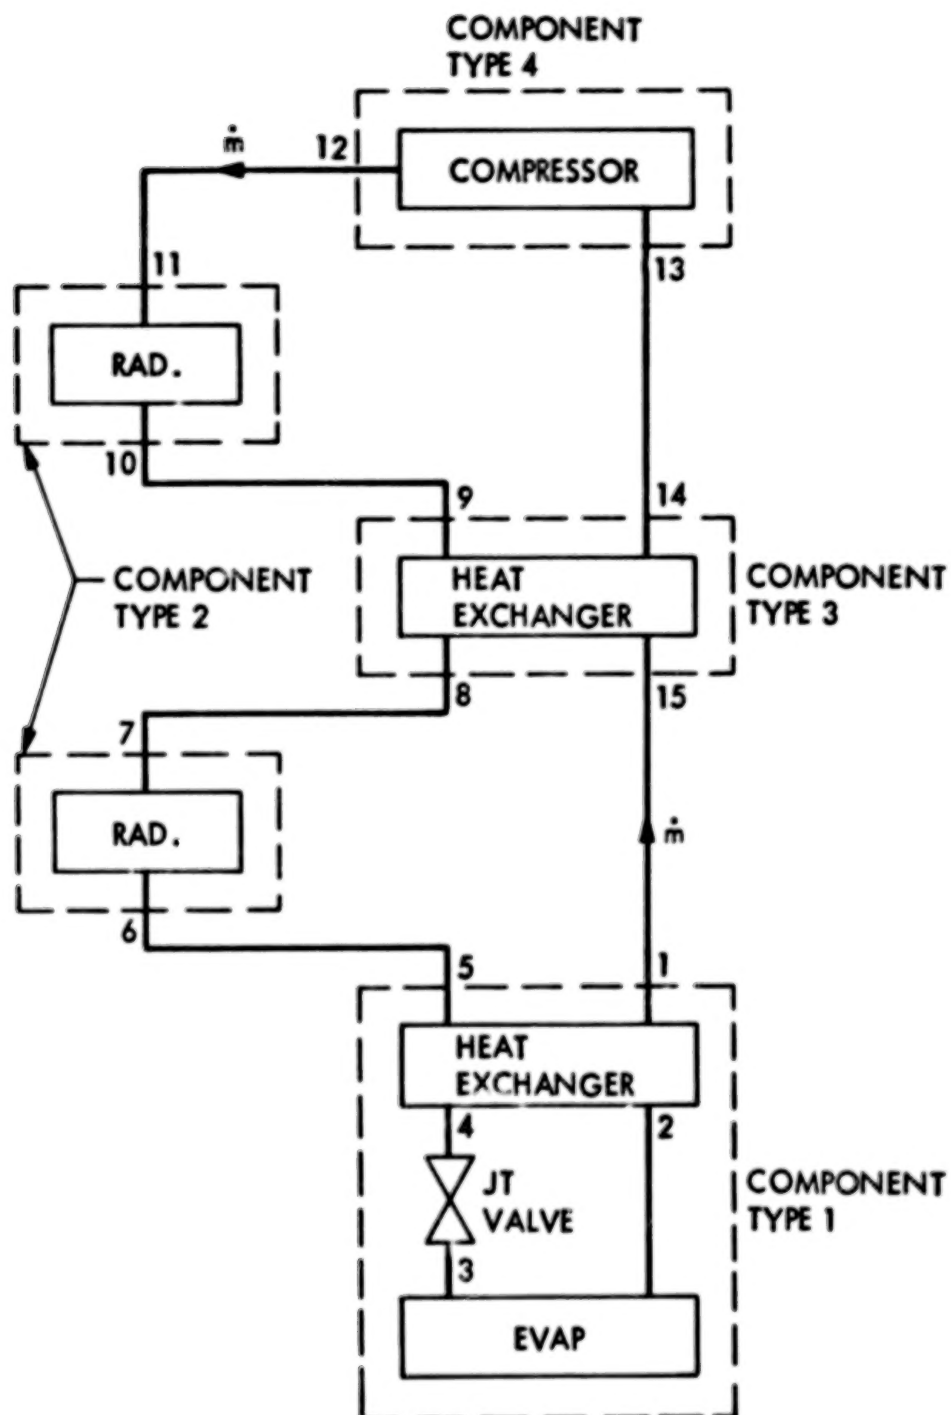 COMPONENT
TYPE 4
ṁ
12
COMPRESSOR
11
13
RAD.
10
9
14
COMPONENT
TYPE 2
HEAT
EXCHANGER
COMPONENT
TYPE 3
8
15
7
RAD.
ṁ
6
5
1
HEAT
EXCHANGER
4
2
JT
VALVE
COMPONENT
TYPE 1
3
EVAP